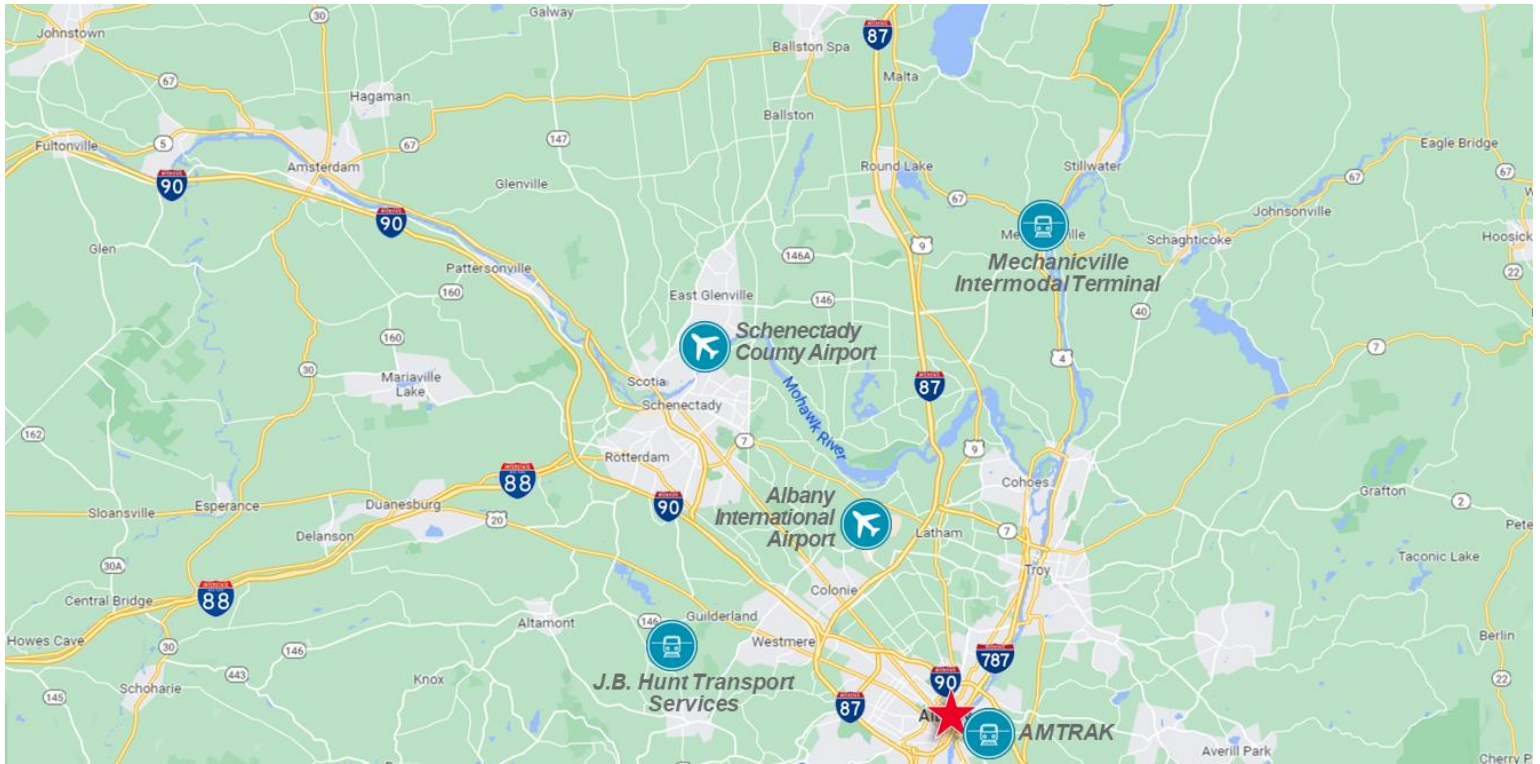 Galway
30
87
Johnstown
Ballston Spa
Malta
67
Hagaman
Ballston
5
147
Eagle Bridge
Fultonville
67
Round Lake
Stillwater
67
Amsterdam
67
90
Glenville
67
Johnsonville
90
Glen
9
Schaghticoke
Hoosick
146A
Mechanicville
Intermodal Terminal
Pattersonville
22
160
East Glenville
146
40
Schenectady
County Airport
160
7
30
4
Mariaville
Lake
Scotia
87
Schenectady
Mohawk River
162
7
9
Rotterdam
88
Cohoes
Albany
International
Airport
Grafton
2
Esperance
Duanesburg
90
Sloansville
20
Latham
7
Delanson
Taconic Lake
30A
Troy
Colonie
Central Bridge
88
Altamont
146
Guilderland
Berlin
Howes Cave
30
146
Westmere
787
443
Knox
J.B. Hunt Transport
Services
90
22
Schoharie
145
87
AMTRAK
Averill Park